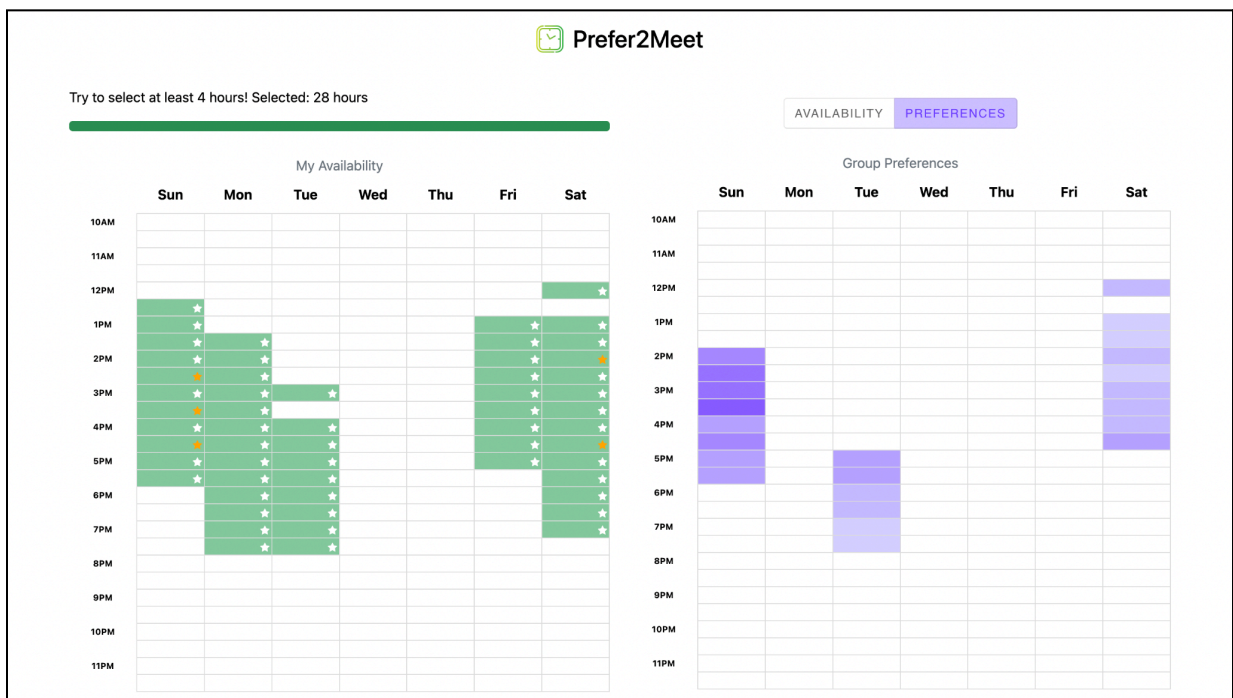 Prefer2Meet
Try to select at least 4 hours! Selected: 28 hours
AVAILABILITY PREFERENCES
My Availability
Sun Mon Tue Wed Thu Fri Sat
10AM
11AM
12PM
1PM
2PM
3PM
4PM
5PM
6PM
7PM
8PM
9PM
10PM
11PM
Group Preferences
Sun Mon Tue Wed Thu Fri Sat
10AM
11AM
12PM
1PM
2PM
3PM
4PM
5PM
6PM
7PM
8PM
9PM
10PM
11PM